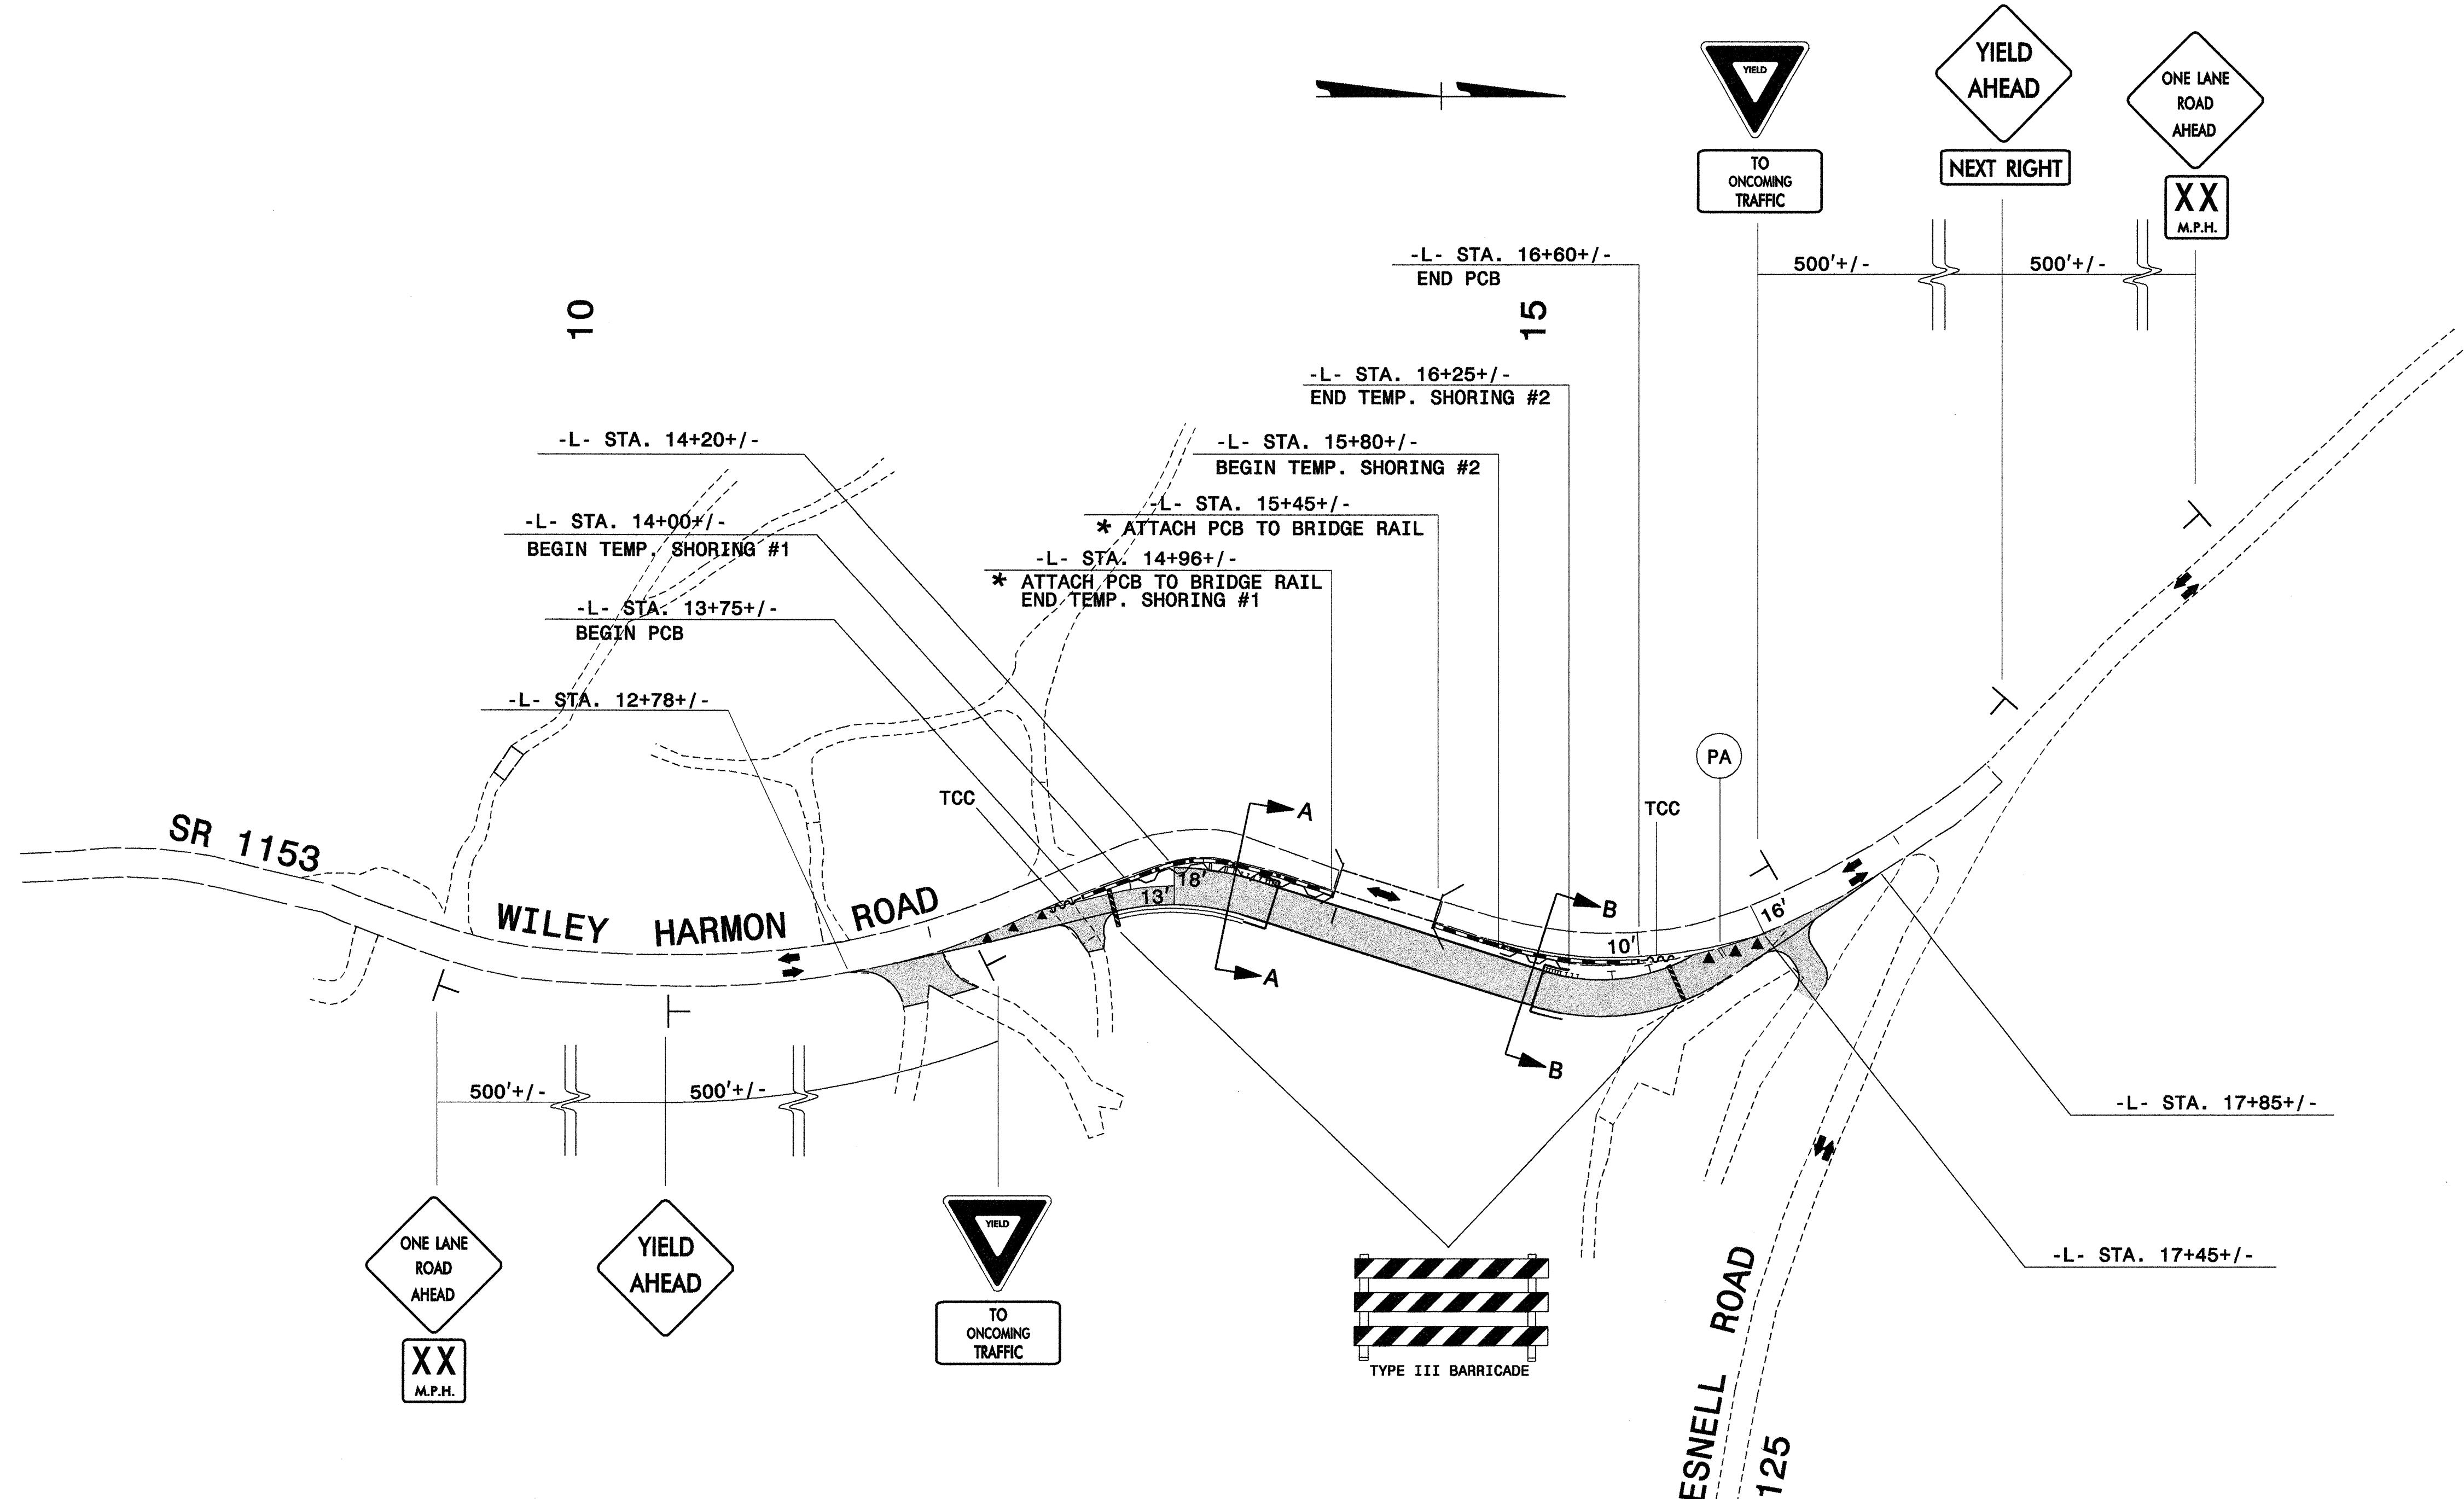 YIELD
TO
ONCOMING
TRAFFIC
YIELD
AHEAD
NEXT RIGHT
ONE LANE
ROAD
AHEAD
XX
M.P.H.
500'+/-
500'+/-
-L- STA. 16+60+/-
END PCB
10
15
-L- STA. 16+25+/-
END TEMP. SHORING #2
-L- STA. 14+20+/-
-L- STA. 15+80+/-
BEGIN TEMP. SHORING #2
-L- STA. 14+00+/-
BEGIN TEMP. SHORING #1
-L- STA. 15+45+/-
* ATTACH PCB TO BRIDGE RAIL
-L- STA. 14+96+/-
* ATTACH PCB TO BRIDGE RAIL
END TEMP. SHORING #1
-L- STA. 13+75+/-
BEGIN PCB
-L- STA. 12+78+/-
PA
TCC
TCC
A
A
B
B
SR 1153
WILEY HARMON ROAD
13'
18'
10'
16'
500'+/-
500'+/-
-L- STA. 17+85+/-
-L- STA. 17+45+/-
ONE LANE
ROAD
AHEAD
XX
M.P.H.
YIELD
AHEAD
YIELD
TO
ONCOMING
TRAFFIC
TYPE III BARRICADE
ESNELL ROAD
125